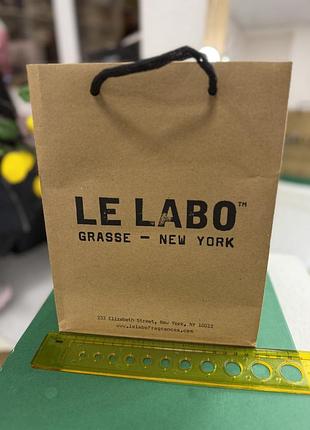 LE LABO™
GRASSE — NEW YORK
233 Elizabeth Street, New York, NY 10012
www.lelabofragrances.com